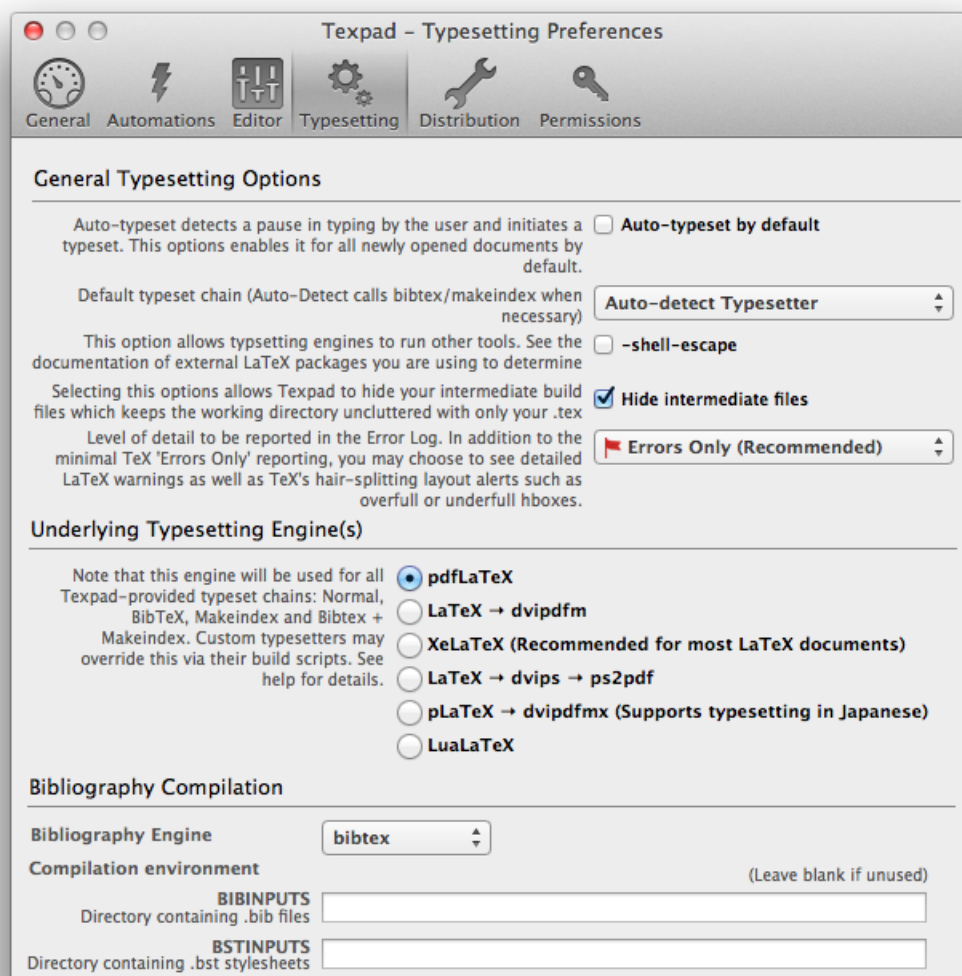 Texpad – Typesetting Preferences
General Automations Editor Typesetting Distribution Permissions
General Typesetting Options
Auto-typeset detects a pause in typing by the user and initiates a
typeset. This options enables it for all newly opened documents by
default.
Auto-typeset by default
Default typeset chain (Auto-Detect calls bibtex/makeindex when
necessary)
Auto-detect Typesetter
This option allows typsetting engines to run other tools. See the
documentation of external LaTeX packages you are using to determine
-shell-escape
Selecting this options allows Texpad to hide your intermediate build
files which keeps the working directory uncluttered with only your .tex
Hide intermediate files
Level of detail to be reported in the Error Log. In addition to the
minimal TeX 'Errors Only' reporting, you may choose to see detailed
LaTeX warnings as well as TeX's hair-splitting layout alerts such as
overfull or underfull hboxes.
Errors Only (Recommended)
Underlying Typesetting Engine(s)
Note that this engine will be used for all
Texpad-provided typeset chains: Normal,
BibTeX, Makeindex and Bibtex +
Makeindex. Custom typesetters may
override this via their build scripts. See
help for details.
pdfLaTeX
LaTeX → dvipdfm
XeLaTeX (Recommended for most LaTeX documents)
LaTeX → dvips → ps2pdf
pLaTeX → dvipdfmx (Supports typesetting in Japanese)
LuaLaTeX
Bibliography Compilation
Bibliography Engine
bibtex
Compilation environment
(Leave blank if unused)
BIBINPUTS
Directory containing .bib files
BSTINPUTS
Directory containing .bst stylesheets